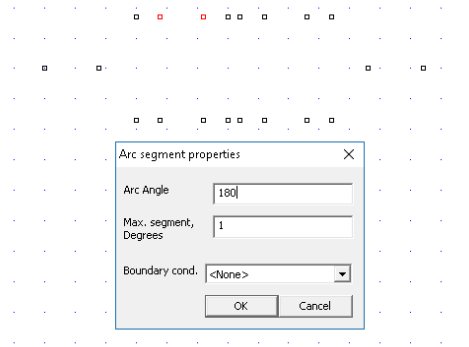 Arc segment properties
Arc Angle
180
Max. segment,
Degrees
1
Boundary cond.
<None>
OK
Cancel